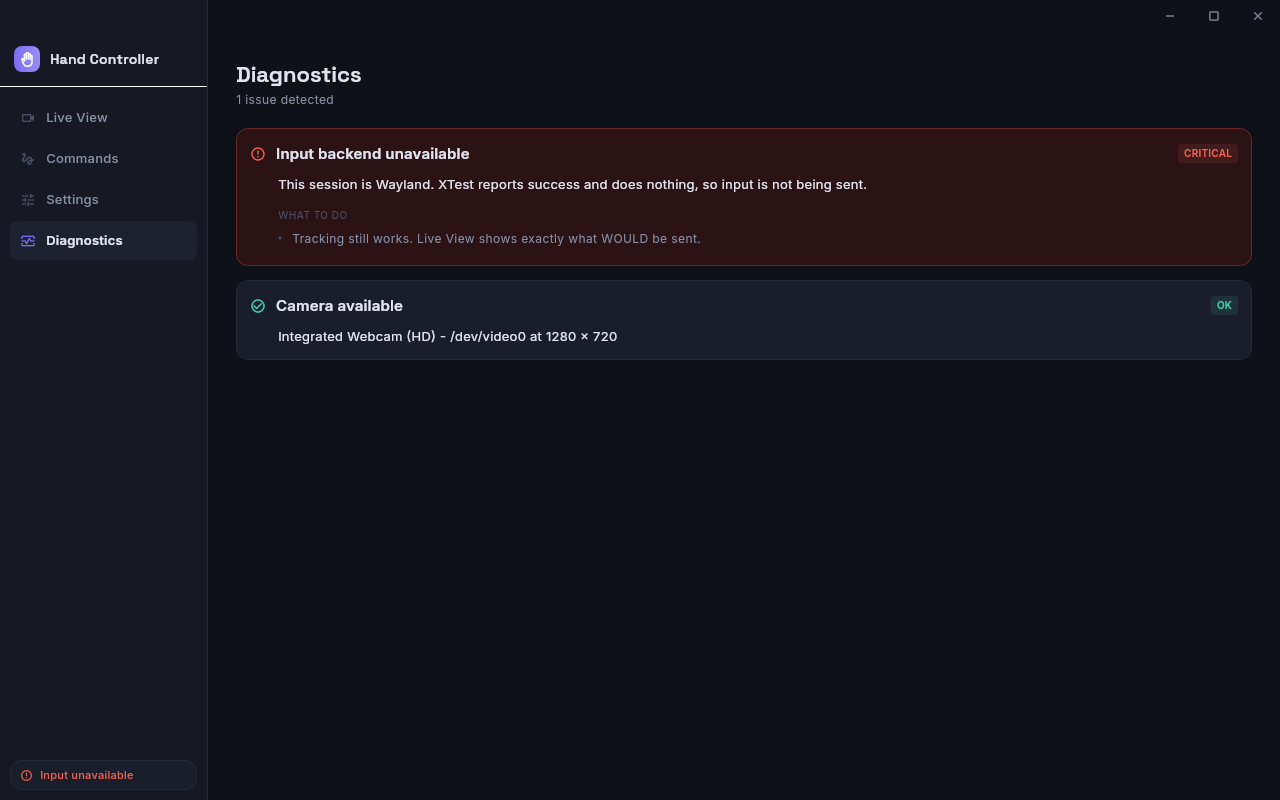 Hand Controller
Live View
Commands
Settings
Diagnostics
Input unavailable
Diagnostics
1 issue detected
Input backend unavailable
CRITICAL
This session is Wayland. XTest reports success and does nothing, so input is not being sent.
WHAT TO DO
• Tracking still works. Live View shows exactly what WOULD be sent.
Camera available
OK
Integrated Webcam (HD) - /dev/video0 at 1280 × 720